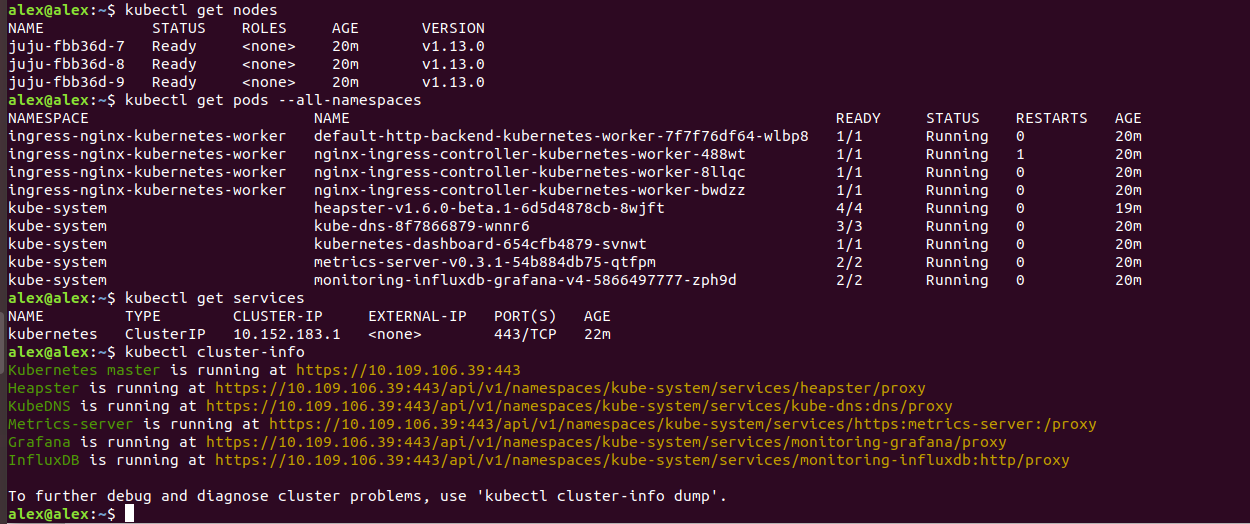 alex@alex:~$ kubectl get nodes
NAME STATUS ROLES AGE VERSION
juju-fbb36d-7 Ready <none> 20m v1.13.0
juju-fbb36d-8 Ready <none> 20m v1.13.0
juju-fbb36d-9 Ready <none> 20m v1.13.0
alex@alex:~$ kubectl get pods --all-namespaces
NAMESPACE NAME READY STATUS RESTARTS AGE
ingress-nginx-kubernetes-worker default-http-backend-kubernetes-worker-7f7f76df64-wlbp8 1/1 Running 0 20m
ingress-nginx-kubernetes-worker nginx-ingress-controller-kubernetes-worker-488wt 1/1 Running 1 20m
ingress-nginx-kubernetes-worker nginx-ingress-controller-kubernetes-worker-8llqc 1/1 Running 0 20m
ingress-nginx-kubernetes-worker nginx-ingress-controller-kubernetes-worker-bwdzz 1/1 Running 0 20m
kube-system heapster-v1.6.0-beta.1-6d5d4878cb-8wjft 4/4 Running 0 19m
kube-system kube-dns-8f7866879-wnnr6 3/3 Running 0 20m
kube-system kubernetes-dashboard-654cfb4879-svnwt 1/1 Running 0 20m
kube-system metrics-server-v0.3.1-54b884db75-qtfpm 2/2 Running 0 20m
kube-system monitoring-influxdb-grafana-v4-5866497777-zph9d 2/2 Running 0 20m
alex@alex:~$ kubectl get services
NAME TYPE CLUSTER-IP EXTERNAL-IP PORT(S) AGE
kubernetes ClusterIP 10.152.183.1 <none> 443/TCP 22m
alex@alex:~$ kubectl cluster-info
Kubernetes master is running at https://10.109.106.39:443
Heapster is running at https://10.109.106.39:443/api/v1/namespaces/kube-system/services/heapster/proxy
KubeDNS is running at https://10.109.106.39:443/api/v1/namespaces/kube-system/services/kube-dns:dns/proxy
Metrics-server is running at https://10.109.106.39:443/api/v1/namespaces/kube-system/services/https:metrics-server:/proxy
Grafana is running at https://10.109.106.39:443/api/v1/namespaces/kube-system/services/monitoring-grafana/proxy
InfluxDB is running at https://10.109.106.39:443/api/v1/namespaces/kube-system/services/monitoring-influxdb:http/proxy
To further debug and diagnose cluster problems, use 'kubectl cluster-info dump'.
alex@alex:~$